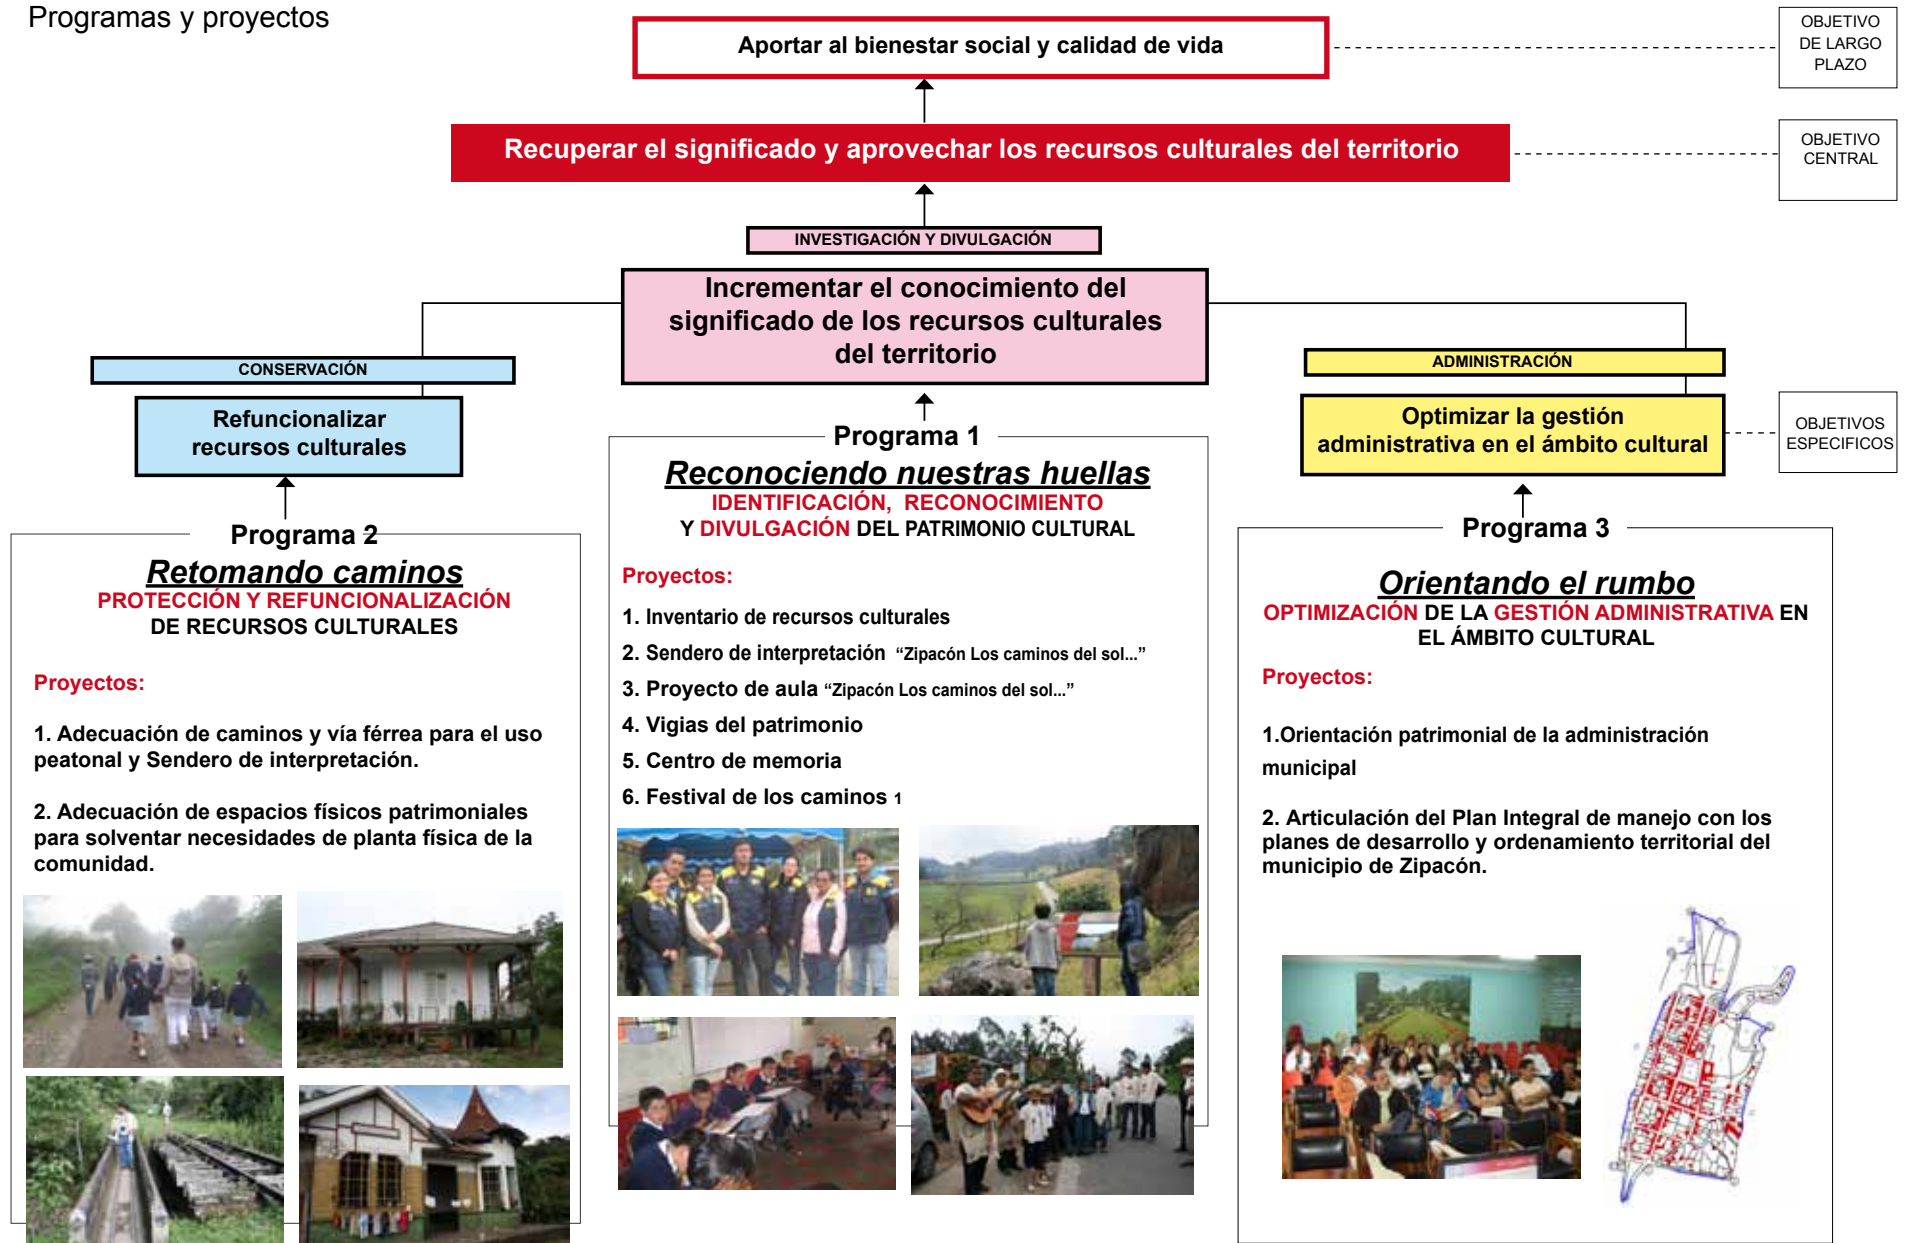 Programas y proyectos
Aportar al bienestar social y calidad de vida
OBJETIVO
DE LARGO
PLAZO
Recuperar el significado y aprovechar los recursos culturales del territorio
OBJETIVO
CENTRAL
INVESTIGACIÓN Y DIVULGACIÓN
Incrementar el conocimiento del
significado de los recursos culturales
del territorio
CONSERVACIÓN
Refuncionalizar
recursos culturales
ADMINISTRACIÓN
Optimizar la gestión
administrativa en el ámbito cultural
OBJETIVOS
ESPECIFICOS
Programa 2
Retomando caminos
PROTECCIÓN Y REFUNCIONALIZACIÓN
DE RECURSOS CULTURALES
Proyectos:
1. Adecuación de caminos y vía férrea para el uso
peatonal y Sendero de interpretación.
2. Adecuación de espacios físicos patrimoniales
para solventar necesidades de planta física de la
comunidad.
Programa 1
Reconociendo nuestras huellas
IDENTIFICACIÓN, RECONOCIMIENTO
Y DIVULGACIÓN DEL PATRIMONIO CULTURAL
Proyectos:
1. Inventario de recursos culturales
2. Sendero de interpretación “Zipacón Los caminos del sol...”
3. Proyecto de aula “Zipacón Los caminos del sol...”
4. Vigias del patrimonio
5. Centro de memoria
6. Festival de los caminos 1
Programa 3
Orientando el rumbo
OPTIMIZACIÓN DE LA GESTIÓN ADMINISTRATIVA EN
EL ÁMBITO CULTURAL
Proyectos:
1.Orientación patrimonial de la administración
municipal
2. Articulación del Plan Integral de manejo con los
planes de desarrollo y ordenamiento territorial del
municipio de Zipacón.